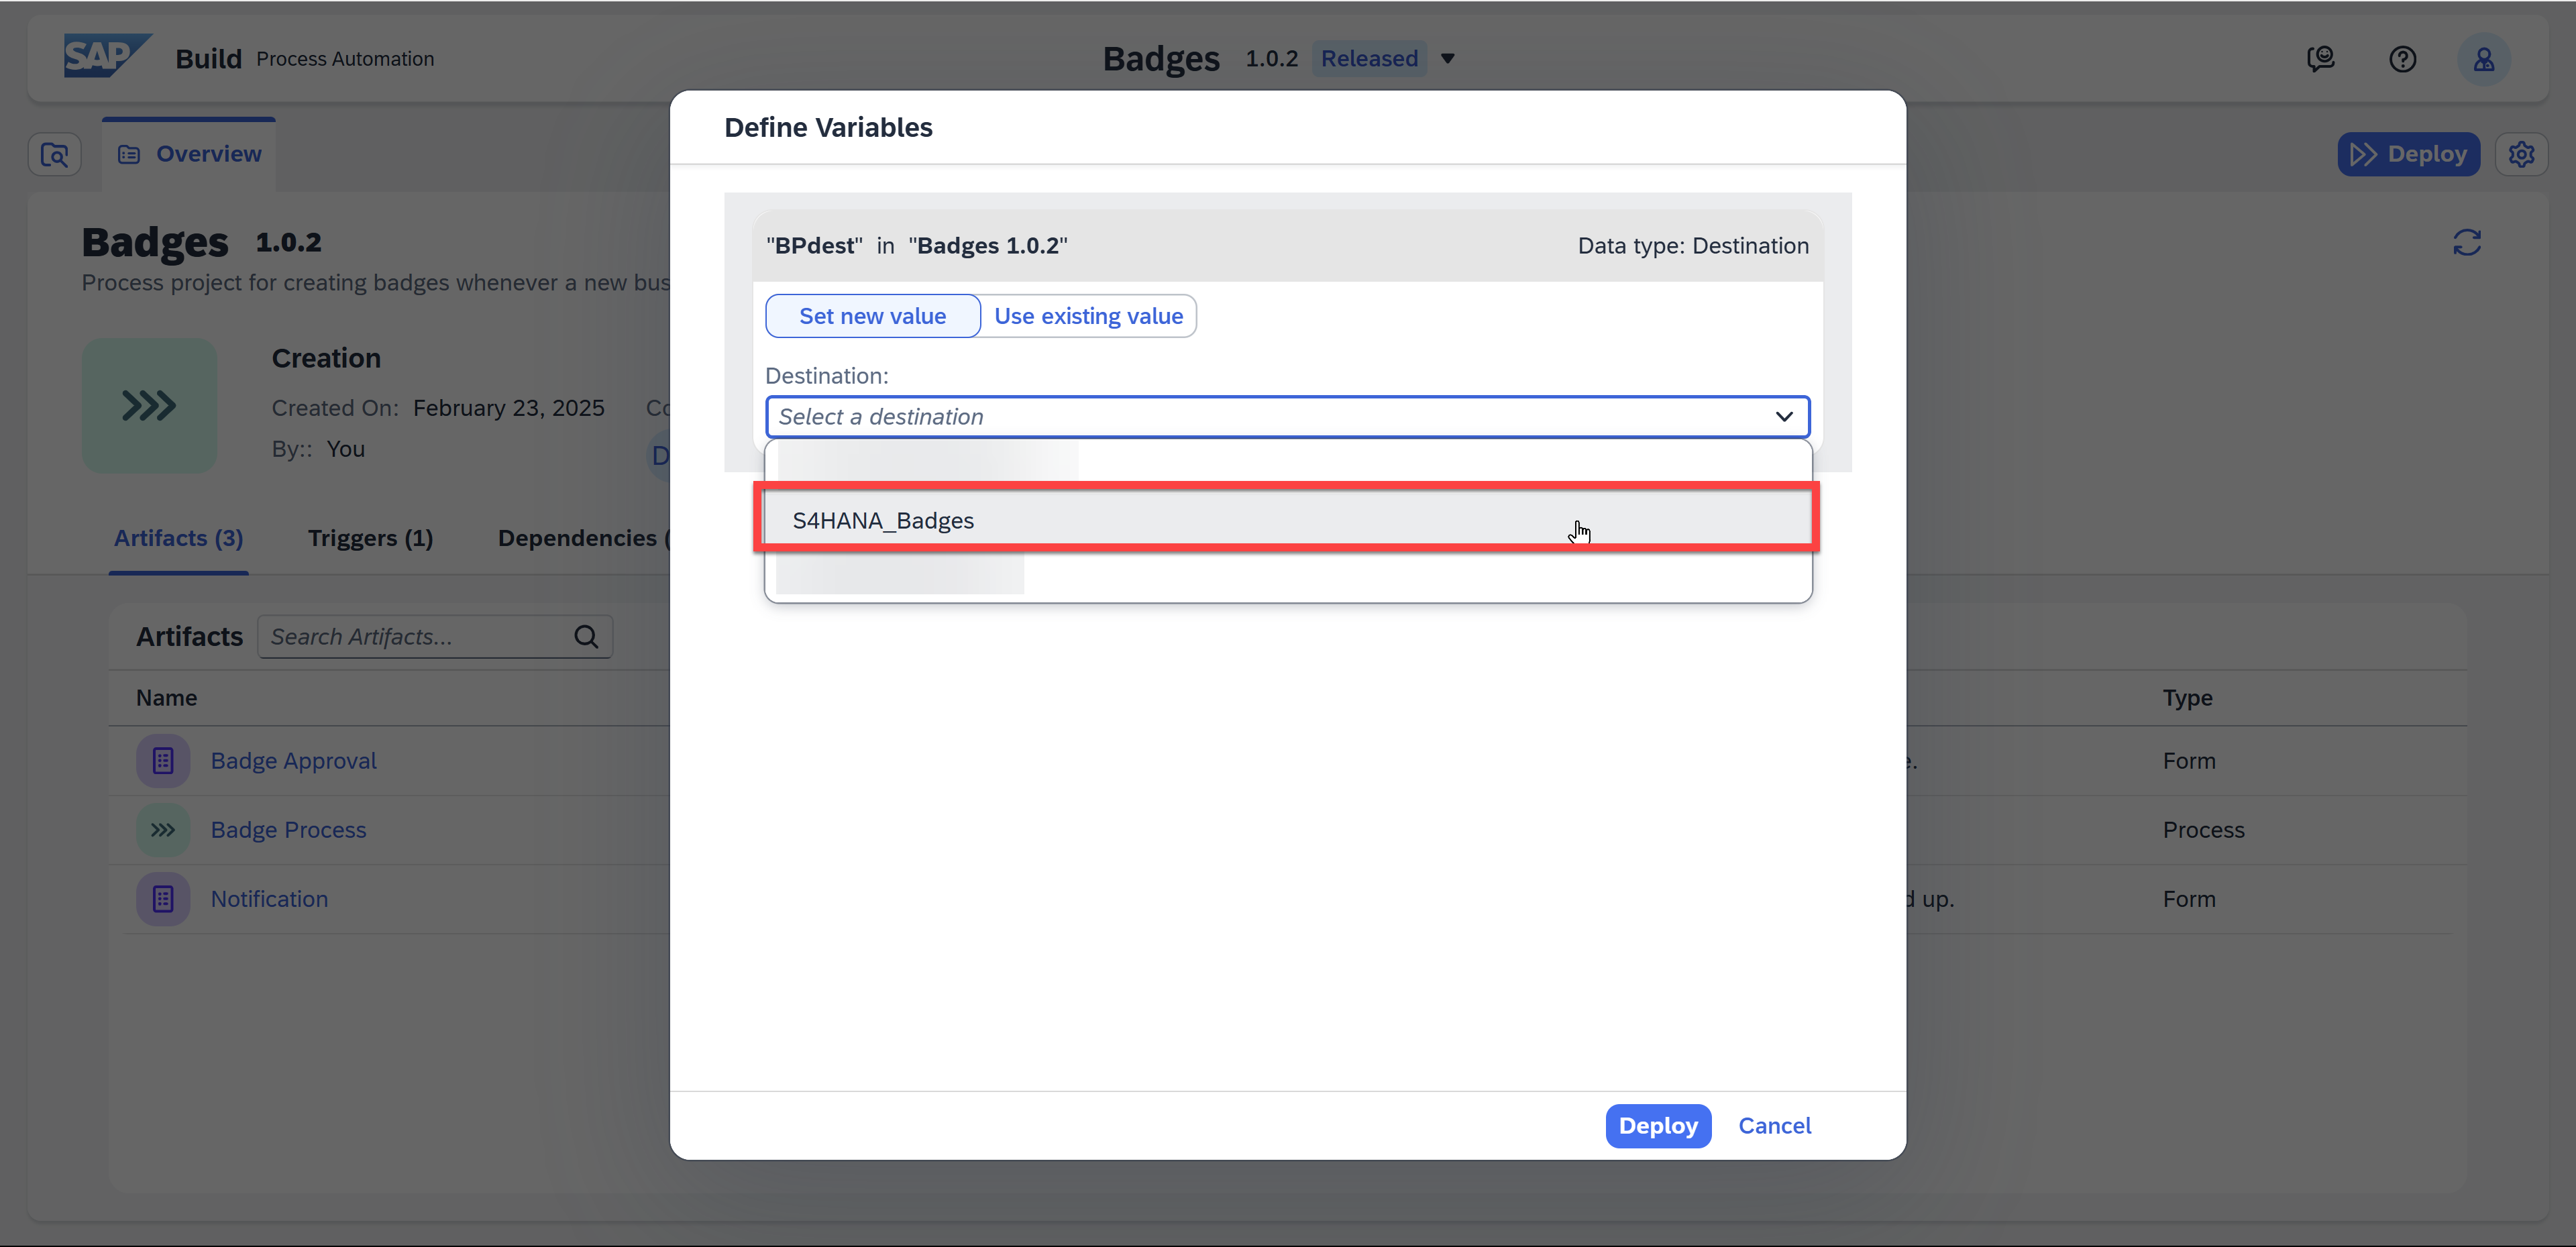 SAP Build Process Automation
Badges 1.0.2 Released
Overview
Deploy
Badges 1.0.2
Process project for creating badges whenever a new bus
Creation
Created On: February 23, 2025
By:: You
Co
D
Artifacts (3) Triggers (1) Dependencies (
Artifacts Search Artifacts...
Name Type
Badge Approval e. Form
Badge Process Process
Notification d up. Form
Define Variables
"BPdest" in "Badges 1.0.2" Data type: Destination
Set new value Use existing value
Destination:
Select a destination
S4HANA_Badges
Deploy Cancel